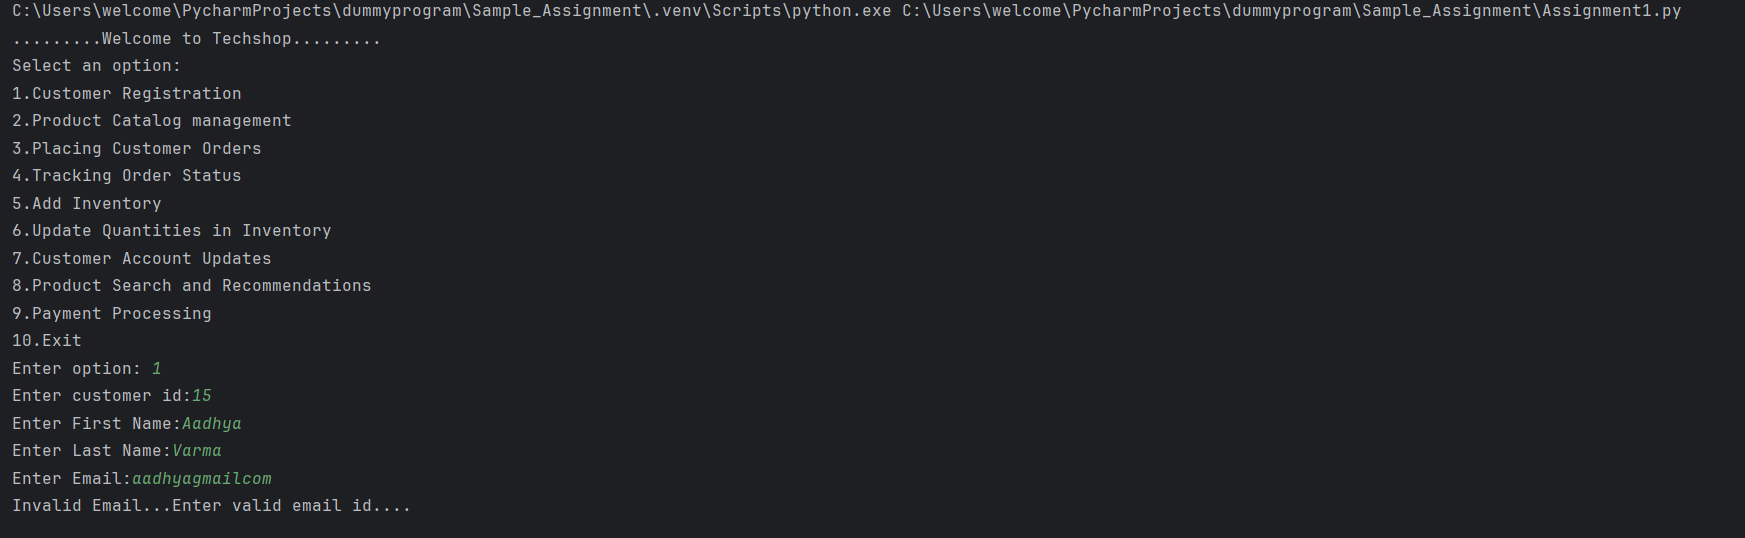 C:\Users\welcome\PycharmProjects\dummyprogram\Sample_Assignment\.venv\Scripts\python.exe C:\Users\welcome\PycharmProjects\dummyprogram\Sample_Assignment\Assignment1.py
.........Welcome to Techshop.........
Select an option:
1.Customer Registration
2.Product Catalog management
3.Placing Customer Orders
4.Tracking Order Status
5.Add Inventory
6.Update Quantities in Inventory
7.Customer Account Updates
8.Product Search and Recommendations
9.Payment Processing
10.Exit
Enter option: 1
Enter customer id:15
Enter First Name:Aadhya
Enter Last Name:Varma
Enter Email:aadhyagmailcom
Invalid Email...Enter valid email id....